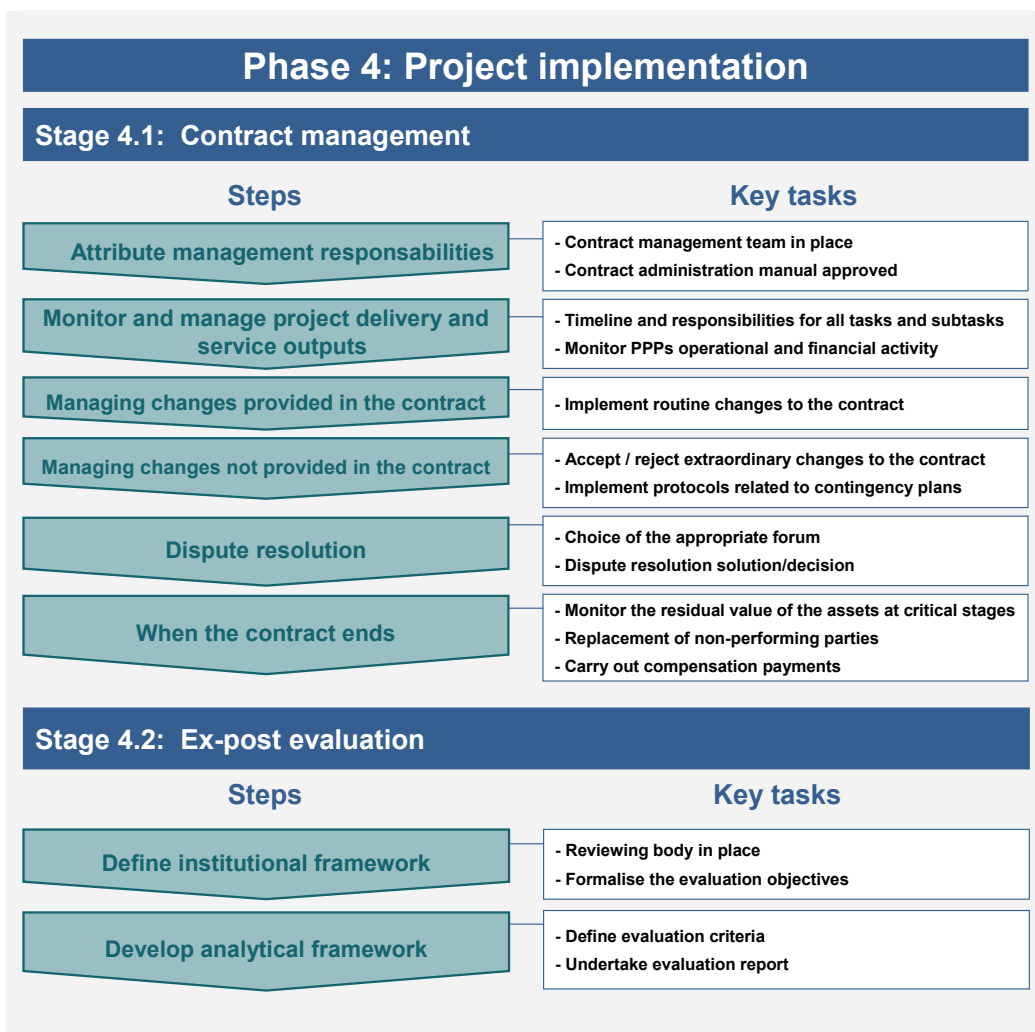 Phase 4: Project implementation
Stage 4.1: Contract management
Steps
Key tasks
Attribute management responsabilities
- Contract management team in place
- Contract administration manual approved
Monitor and manage project delivery and
service outputs
- Timeline and responsibilities for all tasks and subtasks
- Monitor PPPs operational and financial activity
Managing changes provided in the contract
- Implement routine changes to the contract
Managing changes not provided in the contract
- Accept / reject extraordinary changes to the contract
- Implement protocols related to contingency plans
Dispute resolution
- Choice of the appropriate forum
- Dispute resolution solution/decision
When the contract ends
- Monitor the residual value of the assets at critical stages
- Replacement of non-performing parties
- Carry out compensation payments
Stage 4.2: Ex-post evaluation
Steps
Key tasks
Define institutional framework
- Reviewing body in place
- Formalise the evaluation objectives
Develop analytical framework
- Define evaluation criteria
- Undertake evaluation report